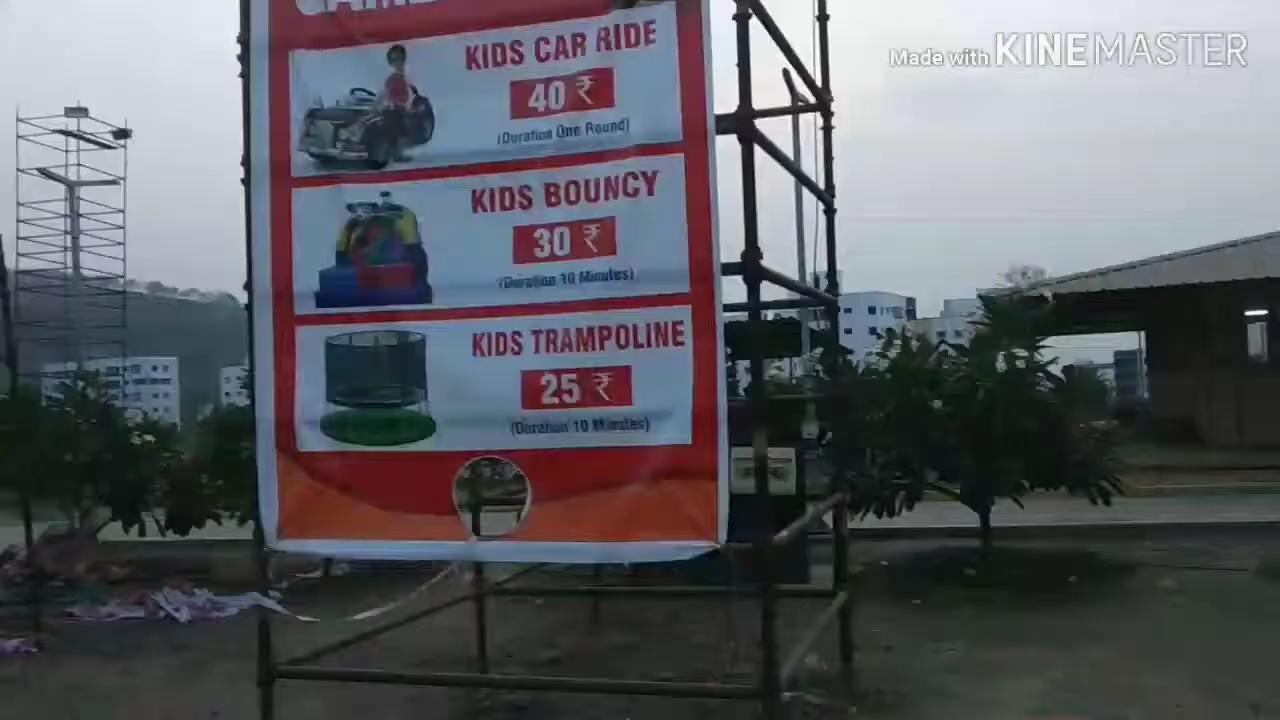 Made with KINEMASTER
KIDS CAR RIDE
40 ₹
(Duration One Round)
KIDS BOUNCY
30 ₹
(Duration 10 Minutes)
KIDS TRAMPOLINE
25 ₹
(Duration 10 Minutes)